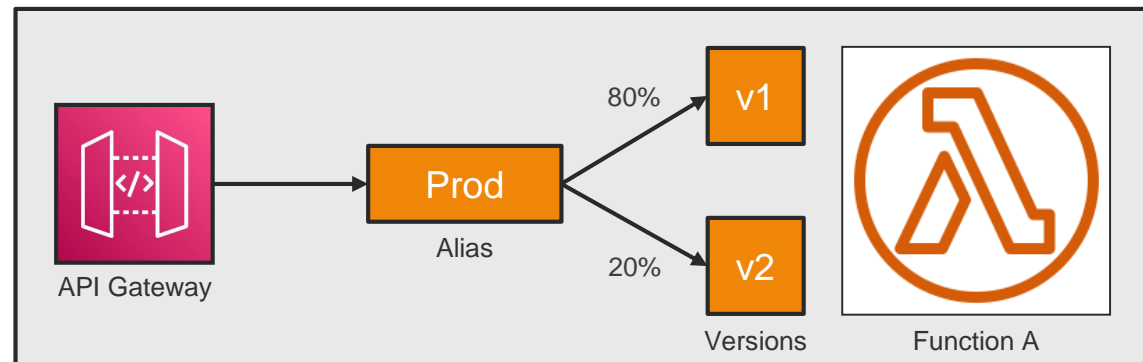 80%
v1
</>
Prod
Alias
API Gateway
20%
v2
Versions
Function A